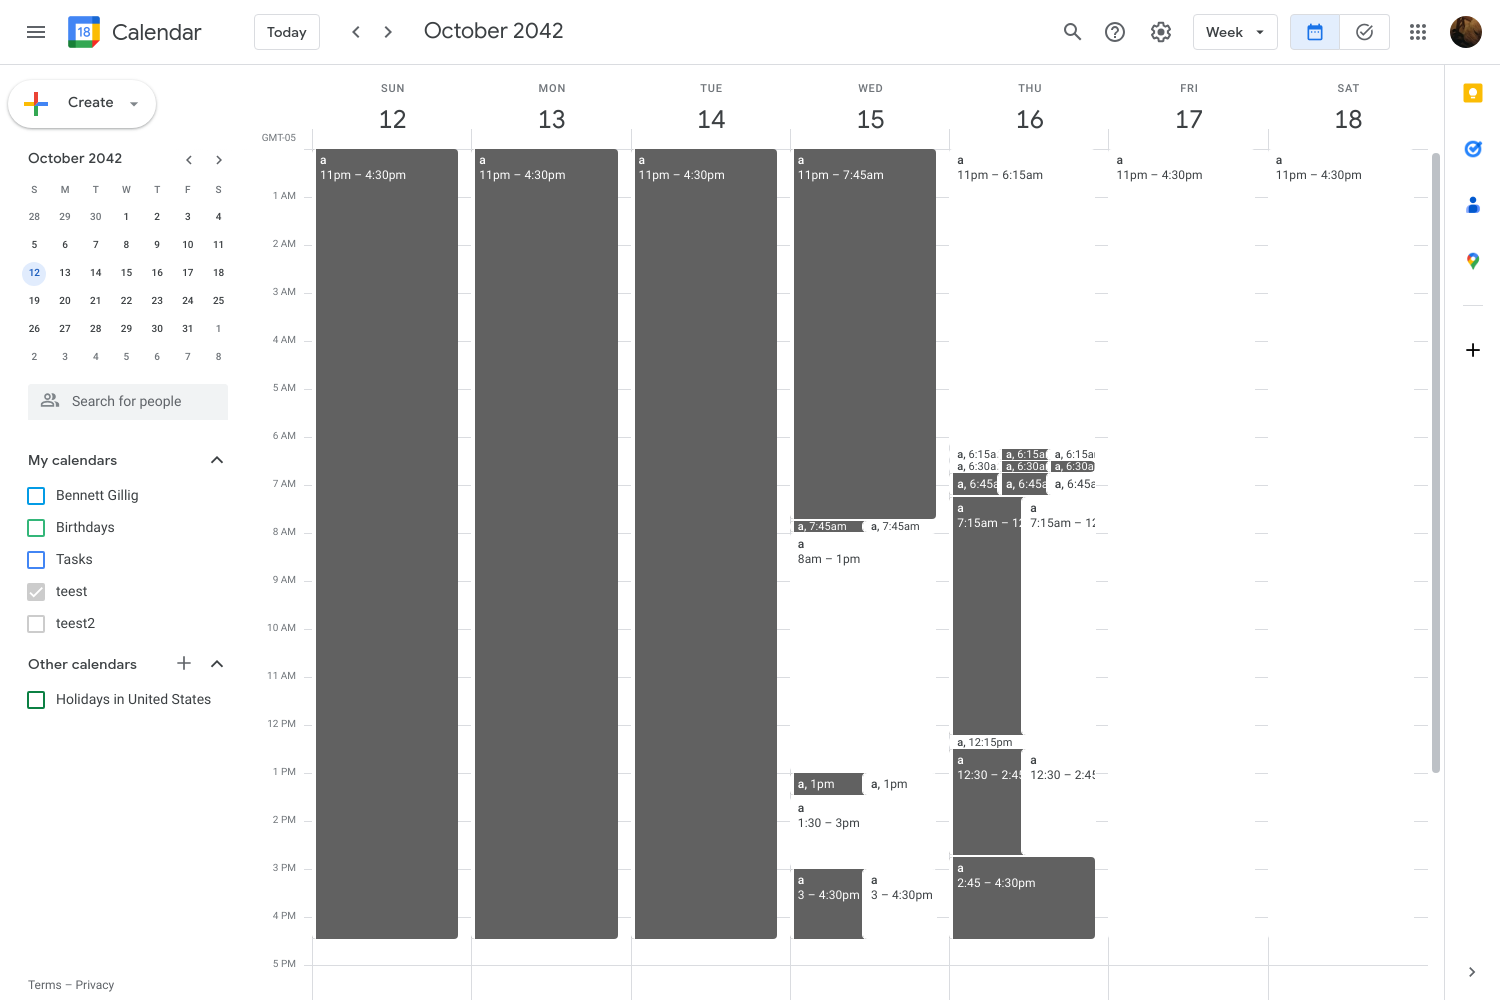 18 Calendar
Today
October 2042
Week
Create
October 2042
S M T W T F S
28 29 30 1 2 3 4
5 6 7 8 9 10 11
12 13 14 15 16 17 18
19 20 21 22 23 24 25
26 27 28 29 30 31 1
2 3 4 5 6 7 8
Search for people
My calendars
Bennett Gillig
Birthdays
Tasks
teest
teest2
Other calendars
Holidays in United States
Terms – Privacy
SUN MON TUE WED THU FRI SAT
12 13 14 15 16 17 18
GMT-05
1 AM
2 AM
3 AM
4 AM
5 AM
6 AM
7 AM
8 AM
9 AM
10 AM
11 AM
12 PM
1 PM
2 PM
3 PM
4 PM
5 PM
a
11pm – 4:30pm
a
11pm – 4:30pm
a
11pm – 4:30pm
a
11pm – 7:45am
a, 7:45am
a, 7:45am
a
8am – 1pm
a, 1pm
a, 1pm
a
1:30 – 3pm
a
3 – 4:30pm
a
3 – 4:30pm
a
11pm – 6:15am
a, 6:15a a, 6:15a a, 6:15a
a, 6:30a a, 6:30a a, 6:30a
a, 6:45a a, 6:45a a, 6:45a
a
7:15am – 12
a
7:15am – 12
a, 12:15pm
a
12:30 – 2:45
a
12:30 – 2:45
a
2:45 – 4:30pm
a
11pm – 4:30pm
a
11pm – 4:30pm